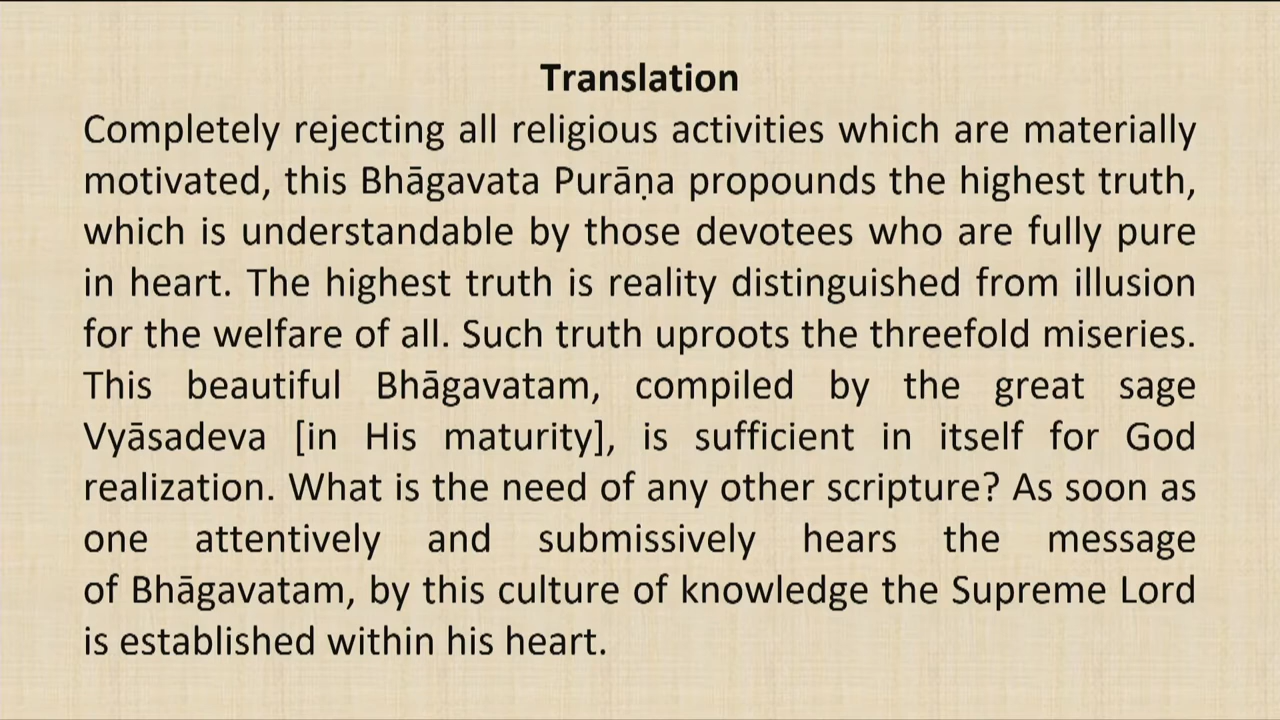 Translation
Completely rejecting all religious activities which are materially
motivated, this Bhāgavata Purāṇa propounds the highest truth,
which is understandable by those devotees who are fully pure
in heart. The highest truth is reality distinguished from illusion
for the welfare of all. Such truth uproots the threefold miseries.
This beautiful Bhāgavatam, compiled by the great sage
Vyāsadeva [in His maturity], is sufficient in itself for God
realization. What is the need of any other scripture? As soon as
one attentively and submissively hears the message
of Bhāgavatam, by this culture of knowledge the Supreme Lord
is established within his heart.